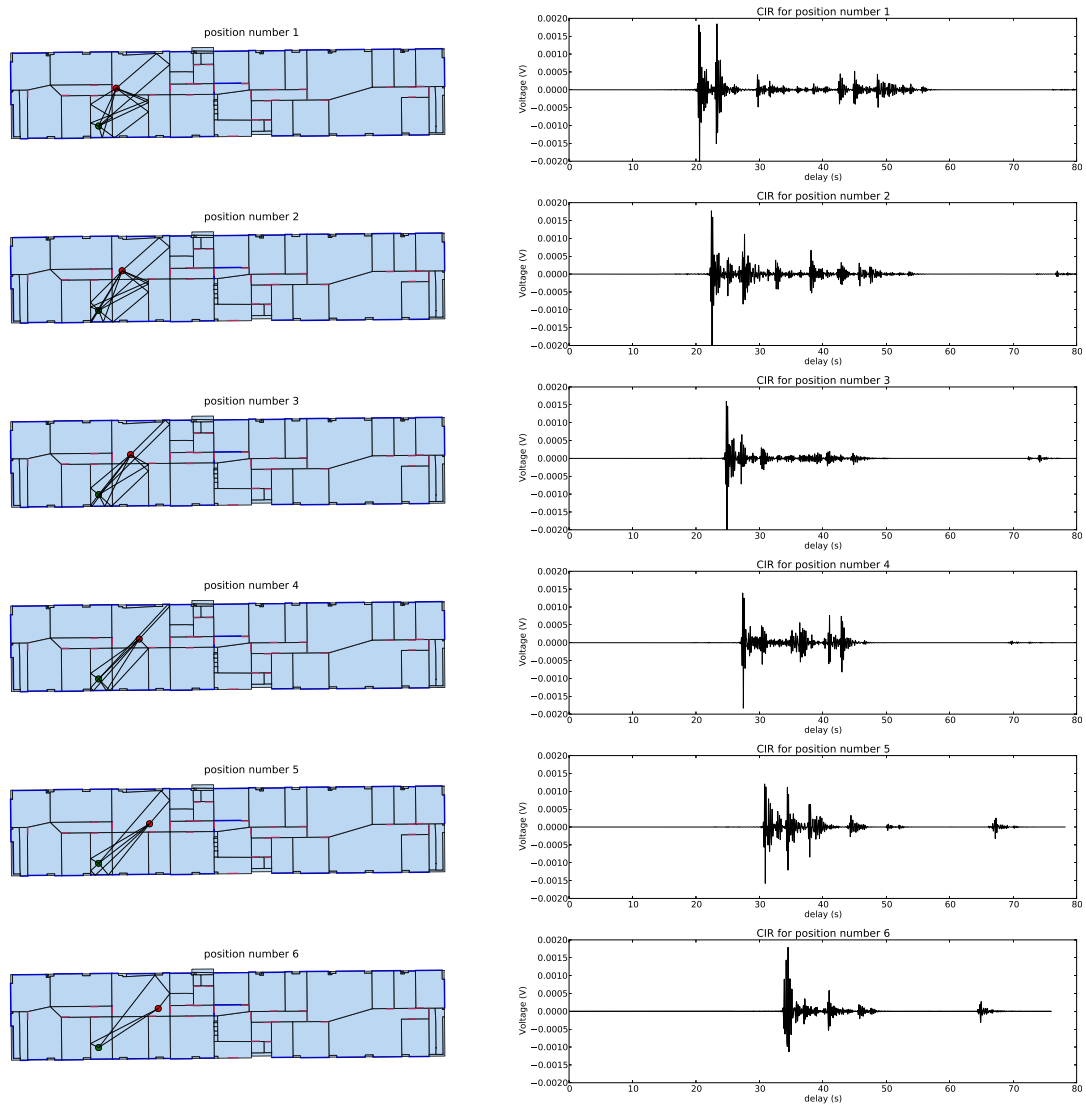 position number 1
CIR for position number 1
0.0020
0.0015
0.0010
0.0005
0.0000
−0.0005
−0.0010
−0.0015
−0.0020
Voltage (V)
0 10 20 30 40 50 60 70 80
delay (s)
position number 2
CIR for position number 2
0.0020
0.0015
0.0010
0.0005
0.0000
−0.0005
−0.0010
−0.0015
−0.0020
Voltage (V)
0 10 20 30 40 50 60 70 80
delay (s)
position number 3
CIR for position number 3
0.0020
0.0015
0.0010
0.0005
0.0000
−0.0005
−0.0010
−0.0015
−0.0020
Voltage (V)
0 10 20 30 40 50 60 70 80
delay (s)
position number 4
CIR for position number 4
0.0020
0.0015
0.0010
0.0005
0.0000
−0.0005
−0.0010
−0.0015
−0.0020
Voltage (V)
0 10 20 30 40 50 60 70 80
delay (s)
position number 5
CIR for position number 5
0.0020
0.0015
0.0010
0.0005
0.0000
−0.0005
−0.0010
−0.0015
−0.0020
Voltage (V)
0 10 20 30 40 50 60 70 80
delay (s)
position number 6
CIR for position number 6
0.0020
0.0015
0.0010
0.0005
0.0000
−0.0005
−0.0010
−0.0015
−0.0020
Voltage (V)
0 10 20 30 40 50 60 70 80
delay (s)